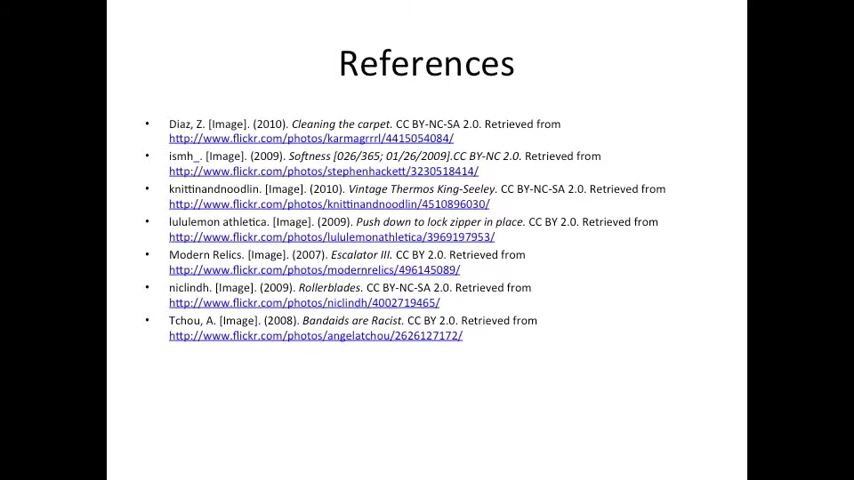 References
• Diaz, Z. [Image]. (2010). Cleaning the carpet. CC BY-NC-SA 2.0. Retrieved from
http://www.flickr.com/photos/karmagrrrl/4415054084/
• ismh_. [Image]. (2009). Softness [026/365; 01/26/2009].CC BY-NC 2.0. Retrieved from
http://www.flickr.com/photos/stephenhackett/3230518414/
• knittinandnoodlin. [Image]. (2010). Vintage Thermos King-Seeley. CC BY-NC-SA 2.0. Retrieved from
http://www.flickr.com/photos/knittinandnoodlin/4510896030/
• lululemon athletica. [Image]. (2009). Push down to lock zipper in place. CC BY 2.0. Retrieved from
http://www.flickr.com/photos/lululemonathletica/3969197953/
• Modern Relics. [Image]. (2007). Escalator III. CC BY 2.0. Retrieved from
http://www.flickr.com/photos/modernrelics/496145089/
• niclindh. [Image]. (2009). Rollerblades. CC BY-NC-SA 2.0. Retrieved from
http://www.flickr.com/photos/niclindh/4002719465/
• Tchou, A. [Image]. (2008). Bandaids are Racist. CC BY 2.0. Retrieved from
http://www.flickr.com/photos/angelatchou/2626127172/